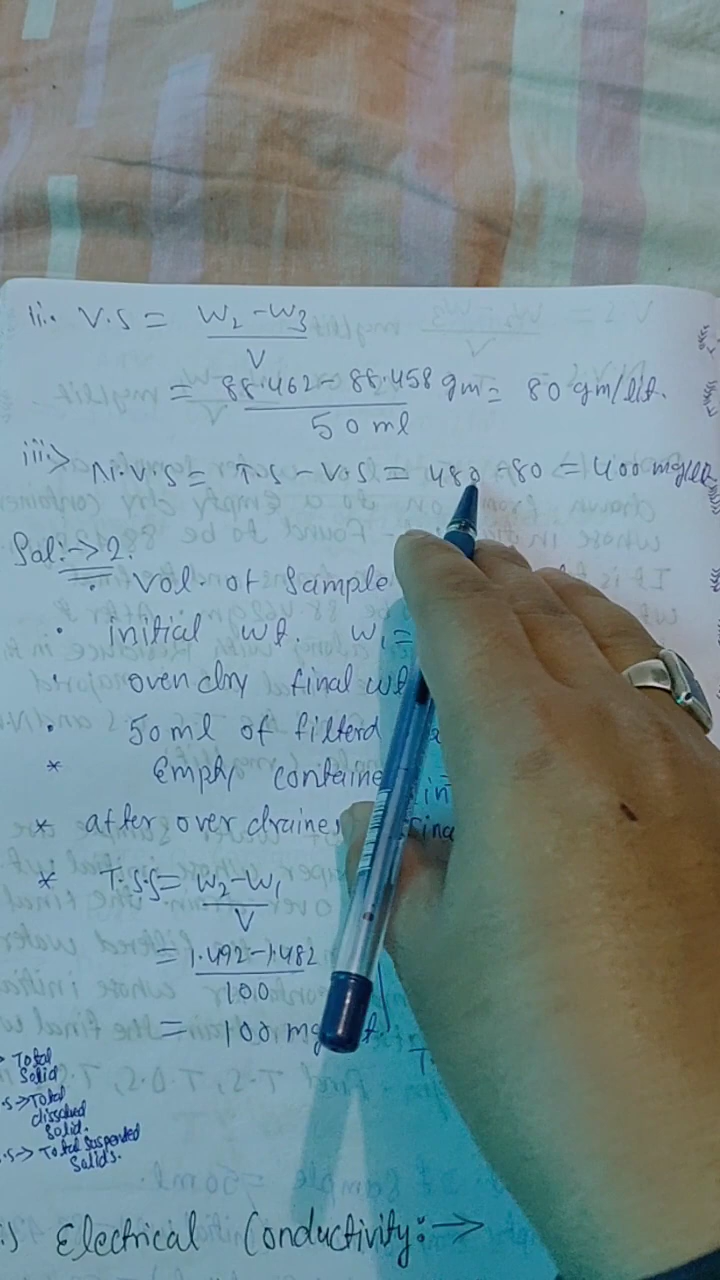 ii. V.S = W₂ - W₃ / V
= 88.462 - 88.458 gm / 50 ml = 80 gm/lit.
iii> N.V.S = T.S - V.S = 480 - 80 = 400 mg/lit
Sol:-> 2.
. Vol. of Sample
. initial wt. W₁ =
. oven dry final wt
. 50 ml of filterd
* Empty containe
* after over draine
* T.S.S = W₂ - W₁ / V
= 1.492 - 1.482 / 100
= 100 mg
Total Solid
.s -> Total dissolved Solid.
.s -> Total Suspended Solids.
Electrical Conductivity:->